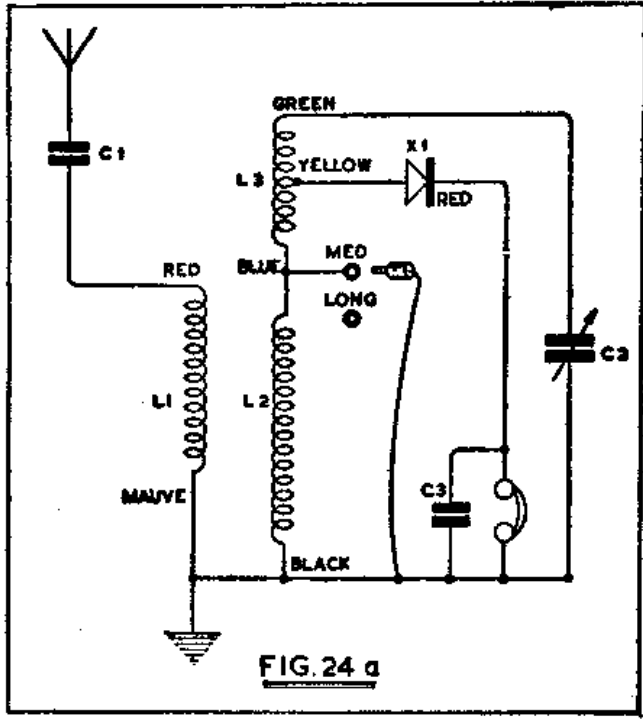 GREEN
C1
X1
YELLOW
L3
RED
RED
BLUE
MED
LONG
C2
L1
L2
C3
MAUVE
BLACK
FIG. 24 a